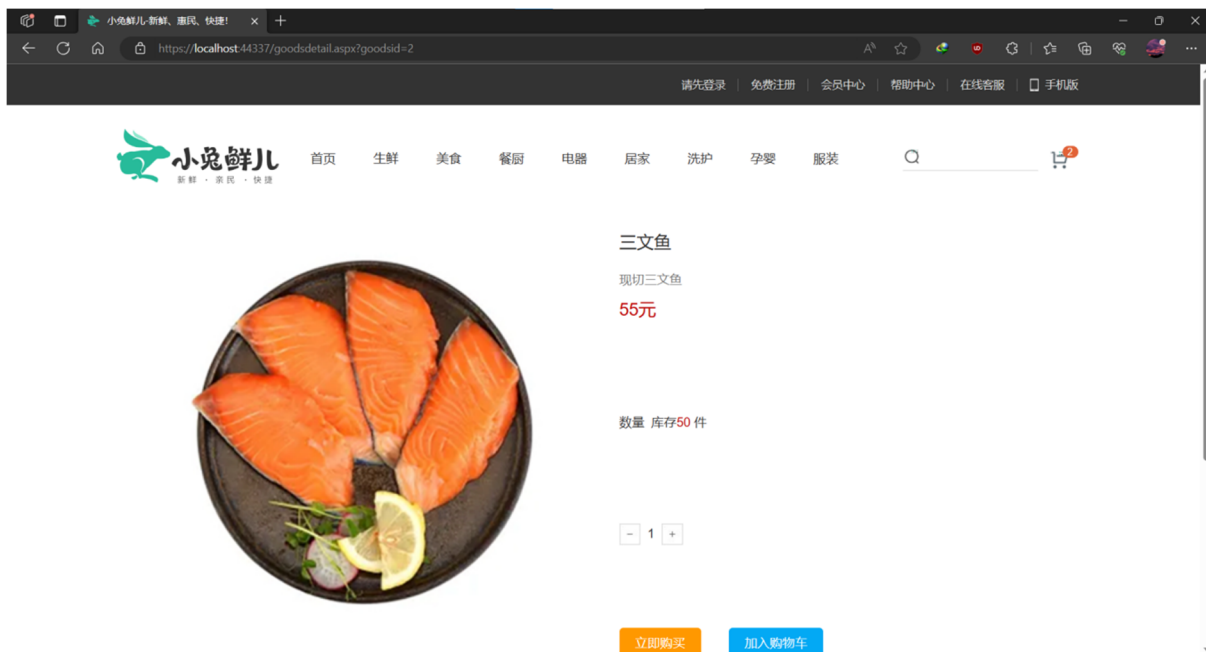 小兔鲜儿-新鲜、惠民、快捷!
https://localhost:44337/goodsdetail.aspx?goodsid=2
请先登录 免费注册 会员中心 帮助中心 在线客服 手机版
小兔鲜儿
新鲜 · 亲民 · 快捷
首页 生鲜 美食 餐厨 电器 居家 洗护 孕婴 服装
2
三文鱼
现切三文鱼
55元
数量 库存50 件
- 1 +
立即购买 加入购物车